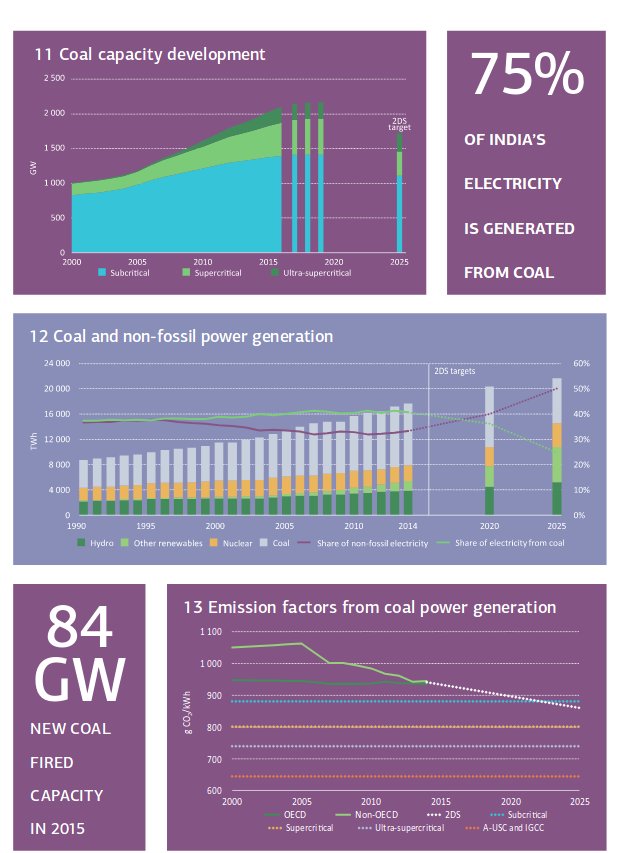 11 Coal capacity development
2 500
2 000
1 500
1 000
500
0
GW
2DS
target
2000
2005
2010
2015
2020
2025
Subcritical
Supercritical
Ultra-supercritical
75%
OF INDIA'S
ELECTRICITY
IS GENERATED
FROM COAL
12 Coal and non-fossil power generation
24 000
20 000
16 000
12 000
8 000
4 000
0
TWh
2DS targets
60%
50%
40%
30%
20%
10%
0%
1990
1995
2000
2005
2010
2014
2020
2025
Hydro
Other renewables
Nuclear
Coal
Share of non-fossil electricity
Share of electricity from coal
84
GW
NEW COAL
FIRED
CAPACITY
IN 2015
13 Emission factors from coal power generation
1 100
1 000
900
800
700
600
g CO₂/kWh
2000
2005
2010
2015
2020
2025
OECD
Non-OECD
2DS
Subcritical
Supercritical
Ultra-supercritical
A-USC and IGCC